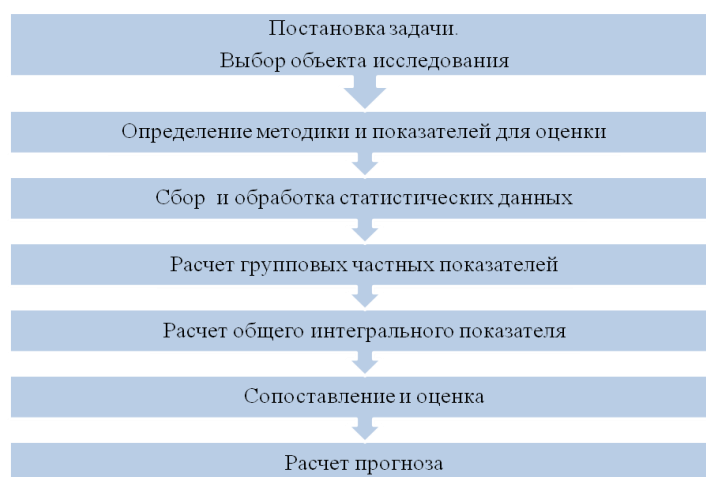 Постановка задачи.
Выбор объекта исследования
Определение методики и показателей для оценки
Сбор и обработка статистических данных
Расчет групповых частных показателей
Расчет общего интегрального показателя
Сопоставление и оценка
Расчет прогноза